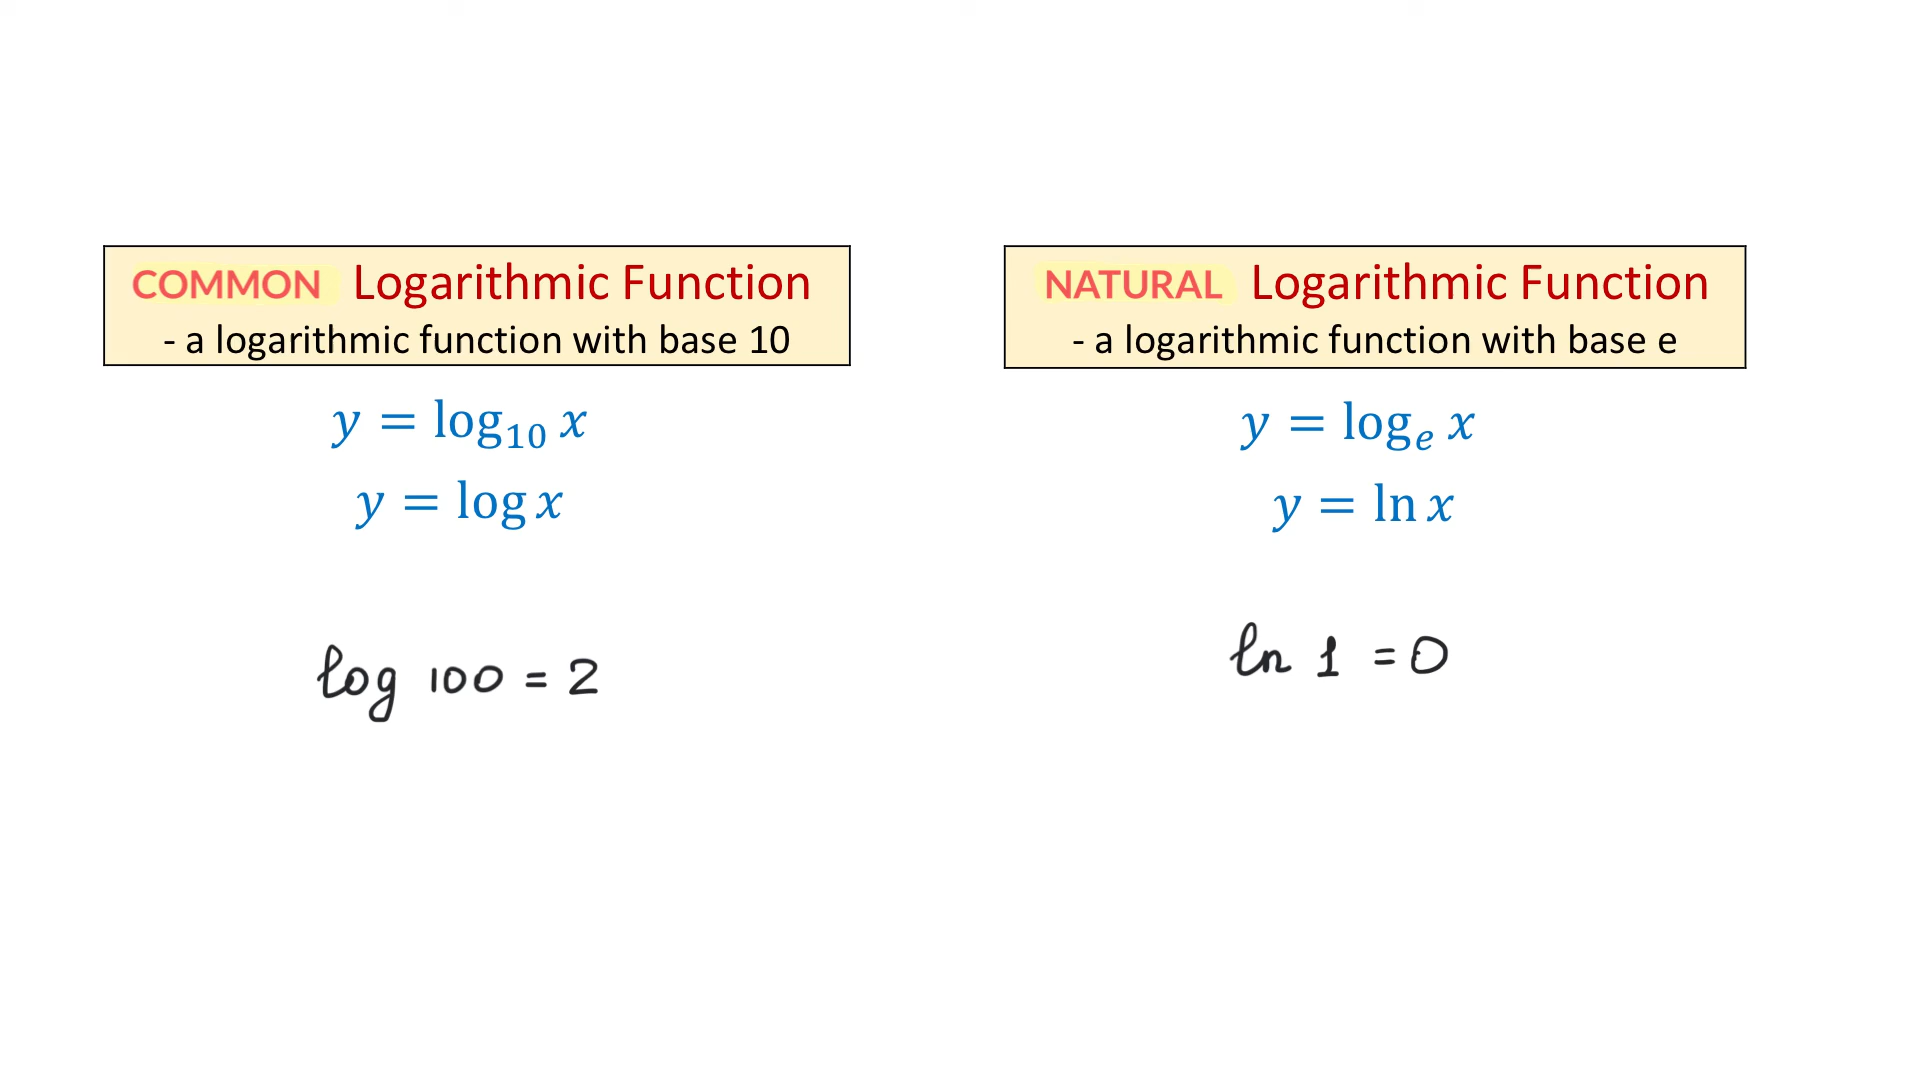 COMMON Logarithmic Function
- a logarithmic function with base 10
y = log₁₀ x
y = log x
log 100 = 2
NATURAL Logarithmic Function
- a logarithmic function with base e
y = logₑ x
y = ln x
ln 1 = 0